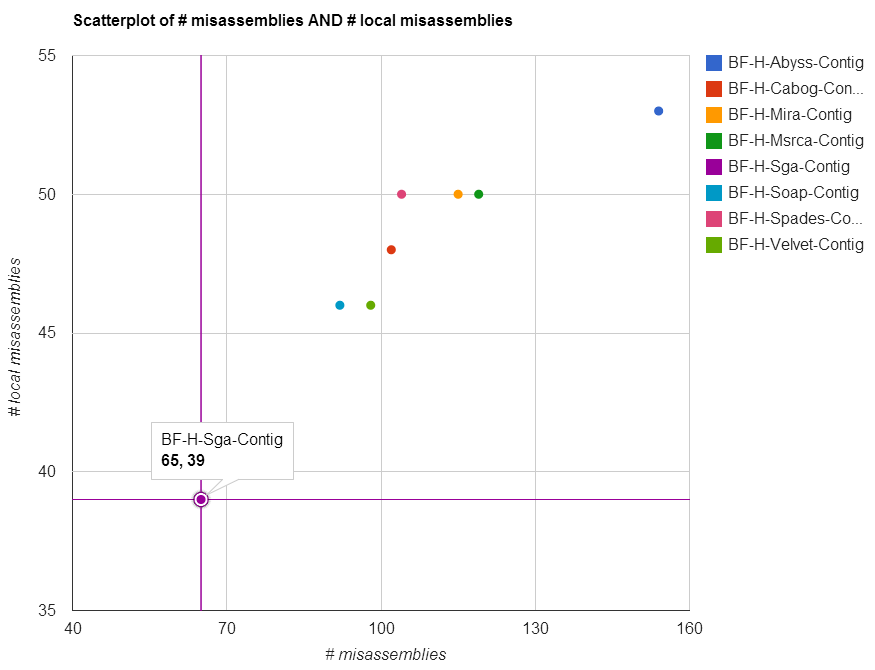 Scatterplot of # misassemblies AND # local misassemblies
55
50
45
40
35
# local misassemblies
BF-H-Sga-Contig
65, 39
40
70
100
130
160
# misassemblies
BF-H-Abyss-Contig
BF-H-Cabog-Con...
BF-H-Mira-Contig
BF-H-Msrca-Contig
BF-H-Sga-Contig
BF-H-Soap-Contig
BF-H-Spades-Co...
BF-H-Velvet-Contig